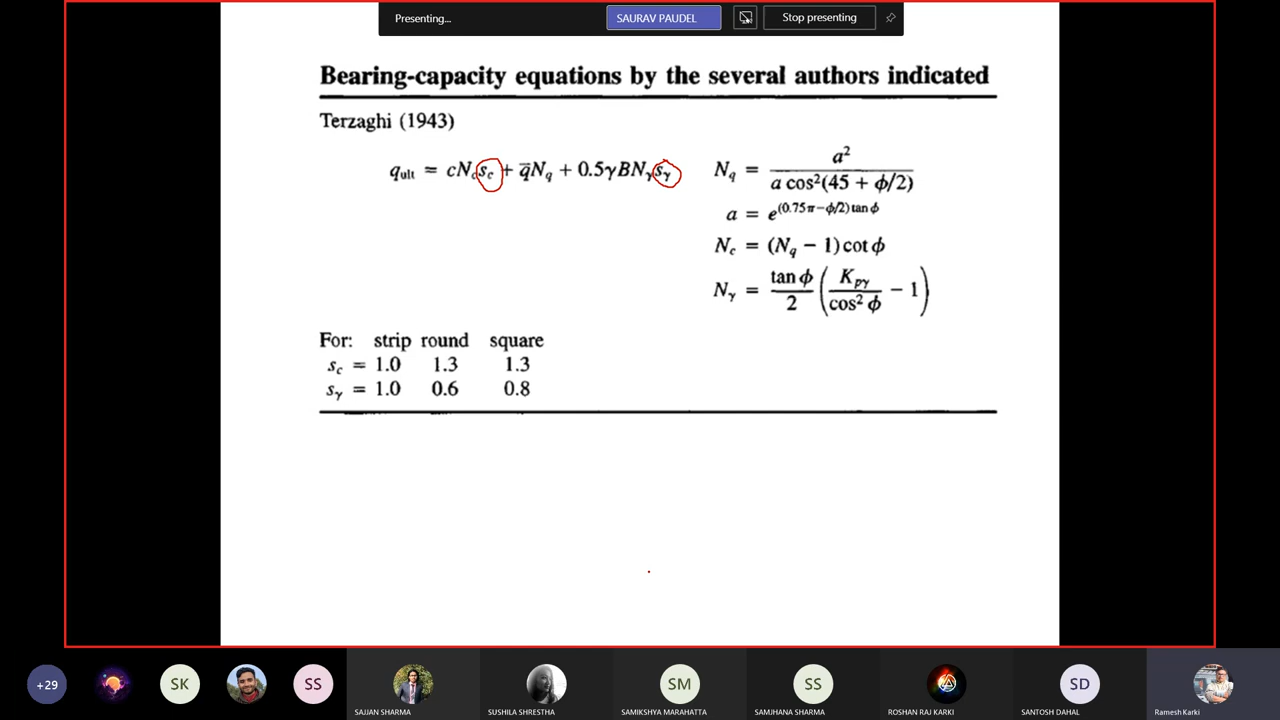 Presenting...
SAURAV PAUDEL
Stop presenting
Bearing-capacity equations by the several authors indicated
Terzaghi (1943)
q_ult = cN_c s_c + q̄N_q + 0.5γBN_γ s_γ
N_q = a² / (a cos²(45 + ϕ/2))
a = e^((0.75π−ϕ/2) tan ϕ)
N_c = (N_q − 1) cot ϕ
N_γ = (tan ϕ / 2) (K_pγ / cos² ϕ − 1)
For: strip round square
s_c = 1.0 1.3 1.3
s_γ = 1.0 0.6 0.8
+29
SK
SS
SM
SS
SD
SAJJAN SHARMA
SUSHILA SHRESTHA
SAMIKSHYA MARAHATTA
SAMJHANA SHARMA
ROSHAN RAJ KARKI
SANTOSH DAHAL
Ramesh Karki